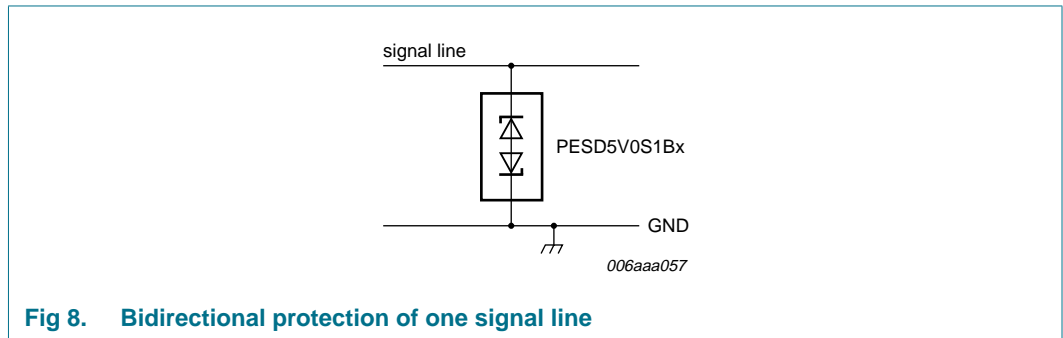 signal line
PESD5V0S1Bx
GND
006aaa057
Fig 8. Bidirectional protection of one signal line